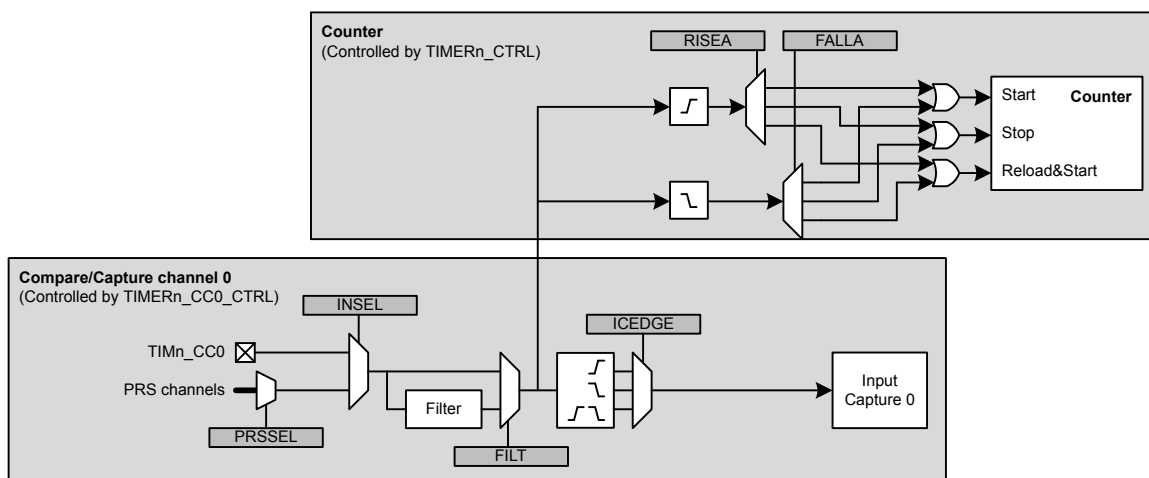 Counter
(Controlled by TIMERn_CTRL)
RISEA
FALLA
Start
Counter
Stop
Reload&Start
Compare/Capture channel 0
(Controlled by TIMERn_CC0_CTRL)
INSEL
ICEDGE
TIMn_CC0
PRS channels
Filter
Input
Capture 0
PRSSEL
FILT